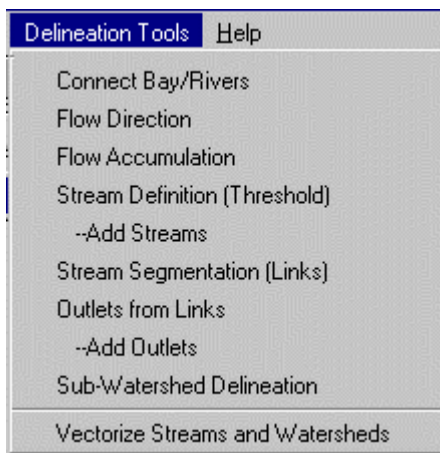 Delineation Tools Help
Connect Bay/Rivers
Flow Direction
Flow Accumulation
Stream Definition (Threshold)
--Add Streams
Stream Segmentation (Links)
Outlets from Links
--Add Outlets
Sub-Watershed Delineation
Vectorize Streams and Watersheds